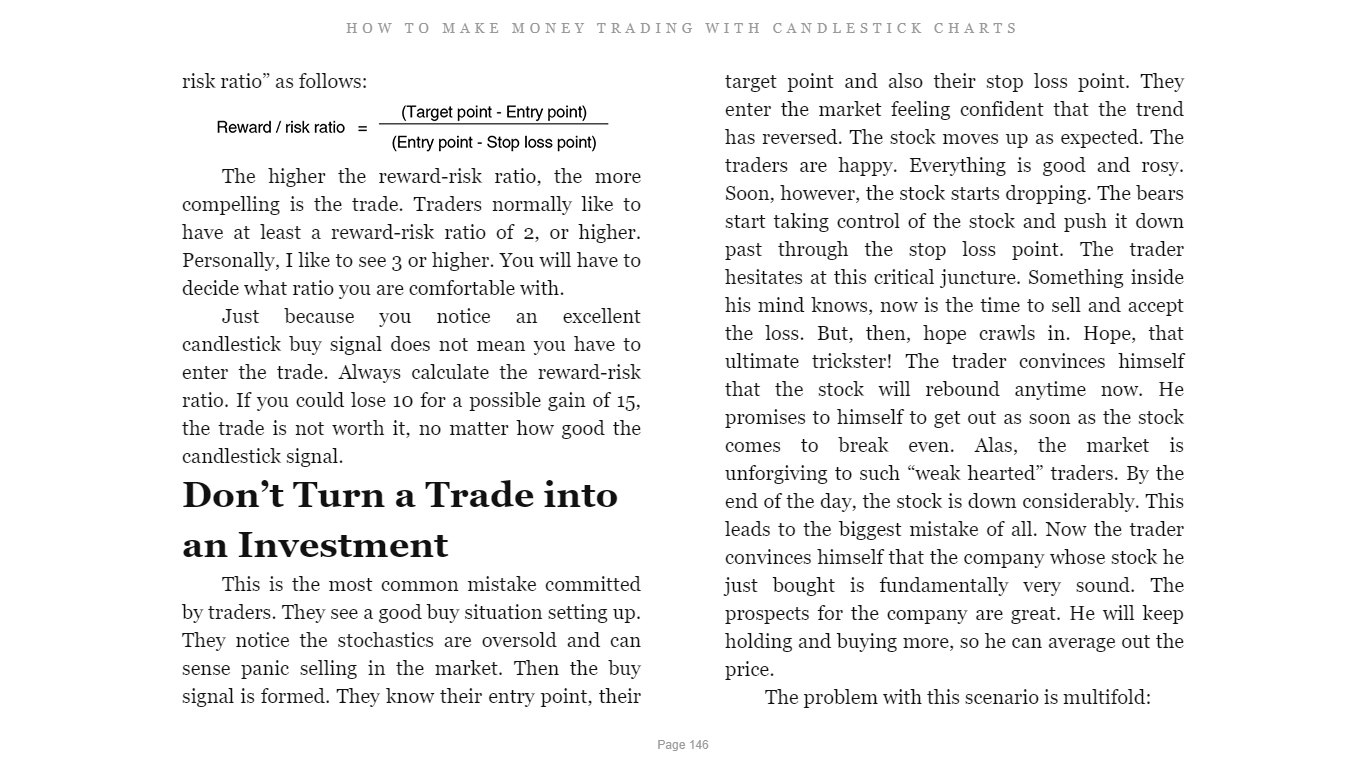 HOW TO MAKE MONEY TRADING WITH CANDLESTICK CHARTS
risk ratio” as follows:
Reward / risk ratio = (Target point - Entry point)
(Entry point - Stop loss point)
The higher the reward-risk ratio, the more
compelling is the trade. Traders normally like to
have at least a reward-risk ratio of 2, or higher.
Personally, I like to see 3 or higher. You will have to
decide what ratio you are comfortable with.
Just because you notice an excellent
candlestick buy signal does not mean you have to
enter the trade. Always calculate the reward-risk
ratio. If you could lose 10 for a possible gain of 15,
the trade is not worth it, no matter how good the
candlestick signal.
Don’t Turn a Trade into
an Investment
This is the most common mistake committed
by traders. They see a good buy situation setting up.
They notice the stochastics are oversold and can
sense panic selling in the market. Then the buy
signal is formed. They know their entry point, their
target point and also their stop loss point. They
enter the market feeling confident that the trend
has reversed. The stock moves up as expected. The
traders are happy. Everything is good and rosy.
Soon, however, the stock starts dropping. The bears
start taking control of the stock and push it down
past through the stop loss point. The trader
hesitates at this critical juncture. Something inside
his mind knows, now is the time to sell and accept
the loss. But, then, hope crawls in. Hope, that
ultimate trickster! The trader convinces himself
that the stock will rebound anytime now. He
promises to himself to get out as soon as the stock
comes to break even. Alas, the market is
unforgiving to such “weak hearted” traders. By the
end of the day, the stock is down considerably. This
leads to the biggest mistake of all. Now the trader
convinces himself that the company whose stock he
just bought is fundamentally very sound. The
prospects for the company are great. He will keep
holding and buying more, so he can average out the
price.
The problem with this scenario is multifold:
Page 146